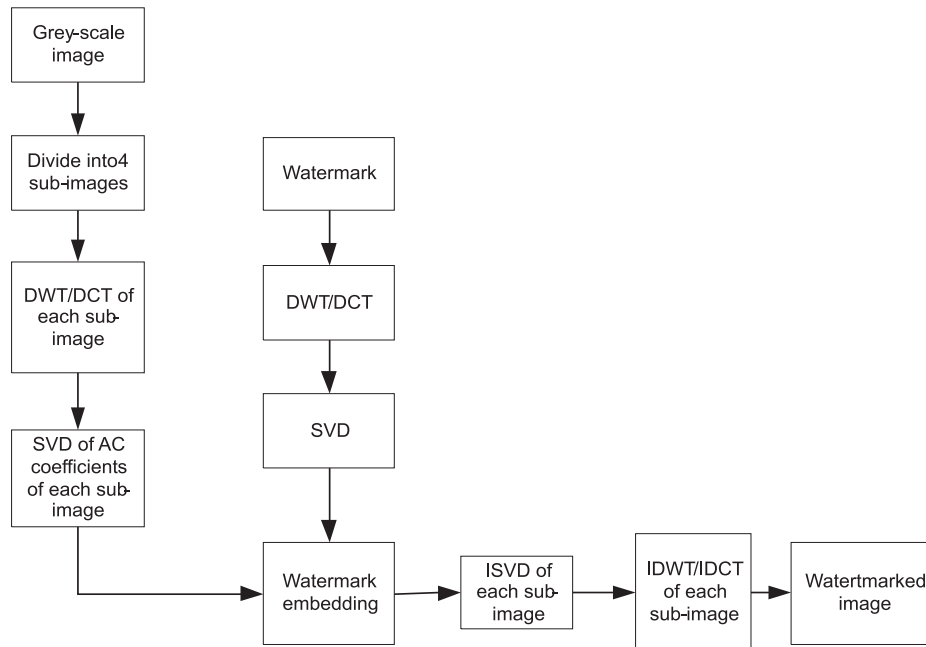 Grey-scale
image
Divide into4
sub-images
DWT/DCT of
each sub-
image
SVD of AC
coefficients
of each sub-
image
Watermark
DWT/DCT
SVD
Watermark
embedding
ISVD of
each sub-
image
IDWT/IDCT
of each
sub-image
Watertmarked
image